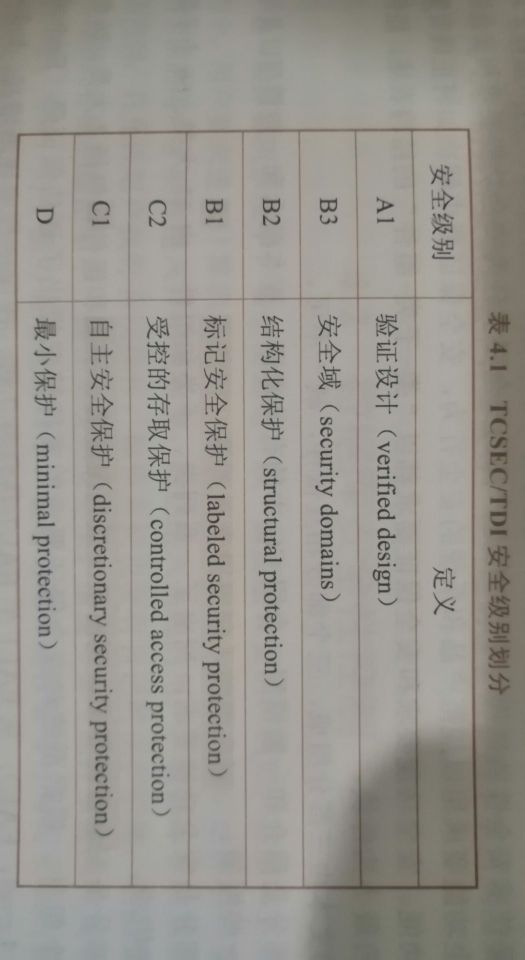 表 4.1 TCSEC/TDI 安全级别划分
安全级别 定义
A1 验证设计（verified design）
B3 安全域（security domains）
B2 结构化保护（structural protection）
B1 标记安全保护（labeled security protection）
C2 受控的存取保护（controlled access protection）
C1 自主安全保护（discretionary security protection）
D 最小保护（minimal protection）